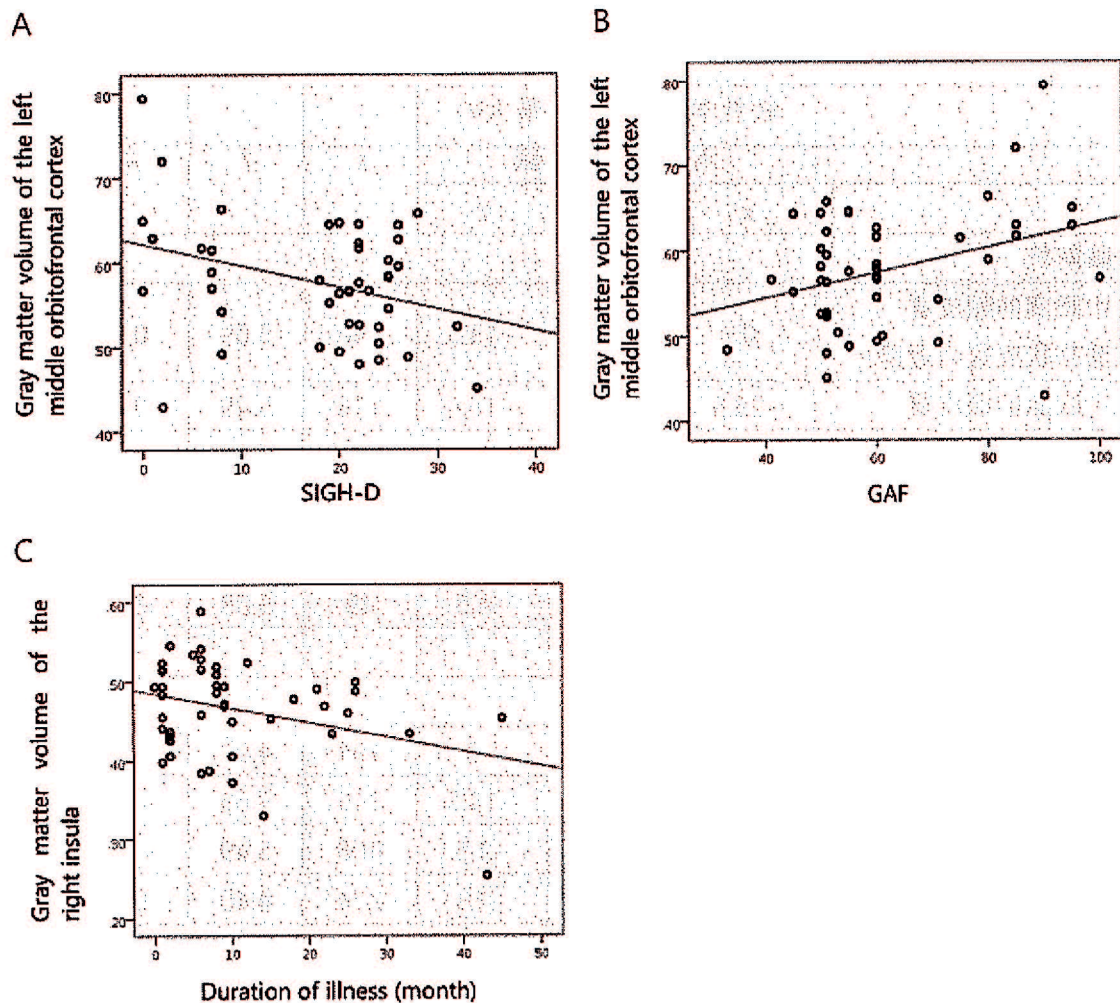 A
Gray matter volume of the left
middle orbitofrontal cortex
.80
.70
.60
.50
.40
0
10
20
30
40
SIGH-D
B
Gray matter volume of the left
middle orbitofrontal cortex
.80
.70
.60
.50
.40
40
60
80
100
GAF
C
Gray matter volume of the
right insula
.60
.50
.40
.30
.20
0
10
20
30
40
50
Duration of illness (month)